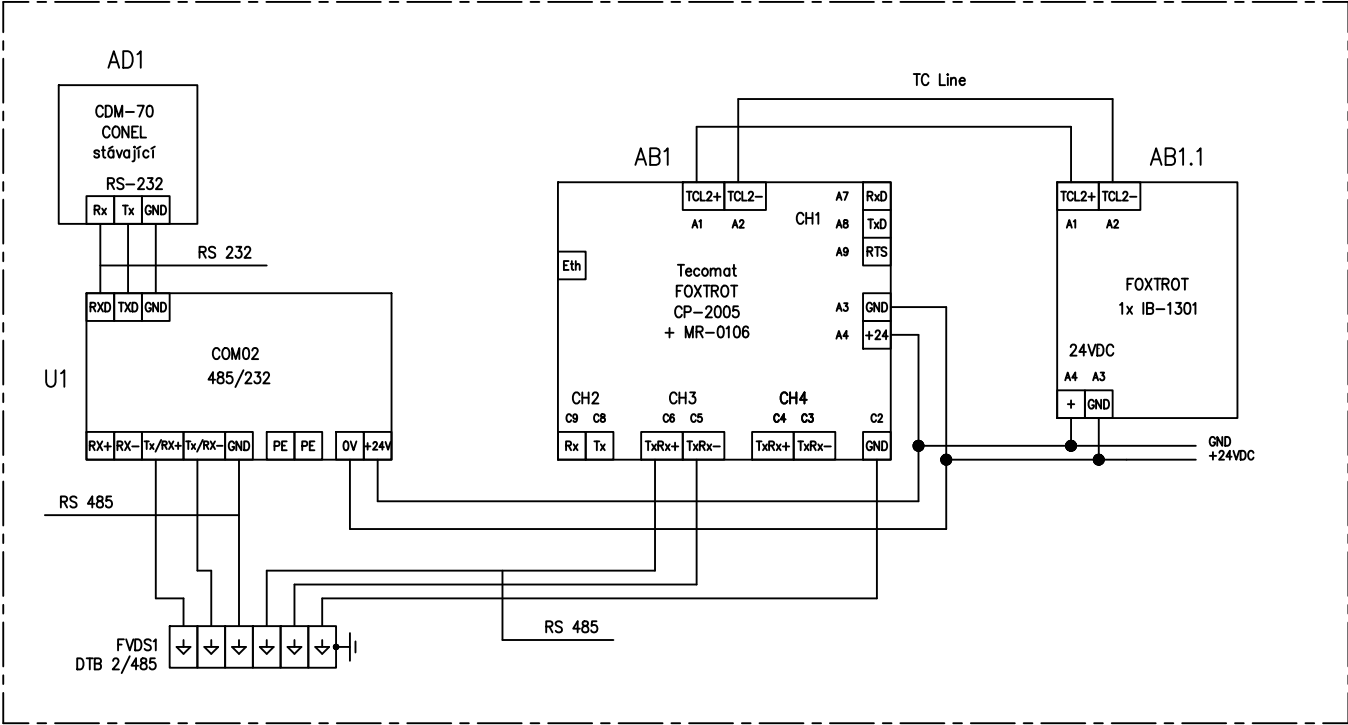 AD1
CDM-70
CONEL
stávající
RS-232
Rx Tx GND
RS 232
RXD TXD GND
COM02
485/232
U1
RX+ RX- Tx/RX+ Tx/RX- GND PE PE 0V +24V
RS 485
FVDS1
DTB 2/485
RS 485
TC Line
AB1
TCL2+ TCL2-
A1 A2
CH1
A7 RxD
A8 TxD
A9 RTS
Eth
Tecomat
FOXTROT
CP-2005
+ MR-0106
A3 GND
A4 +24
CH2 CH3 CH4
C9 C8 C6 C5 C4 C3 C2
Rx Tx TxRx+ TxRx- TxRx+ TxRx- GND
AB1.1
TCL2+ TCL2-
A1 A2
FOXTROT
1x IB-1301
24VDC
A4 A3
+ GND
GND
+24VDC